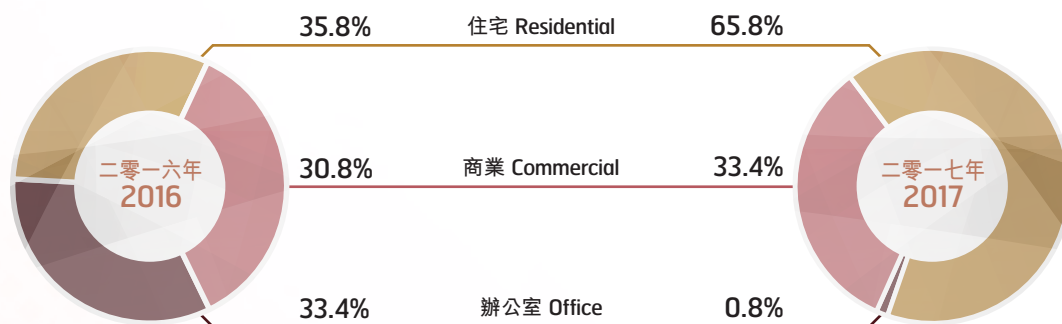 35.8% 住宅 Residential 65.8%
二零一六年
2016
30.8% 商業 Commercial 33.4%
二零一七年
2017
33.4% 辦公室 Office 0.8%